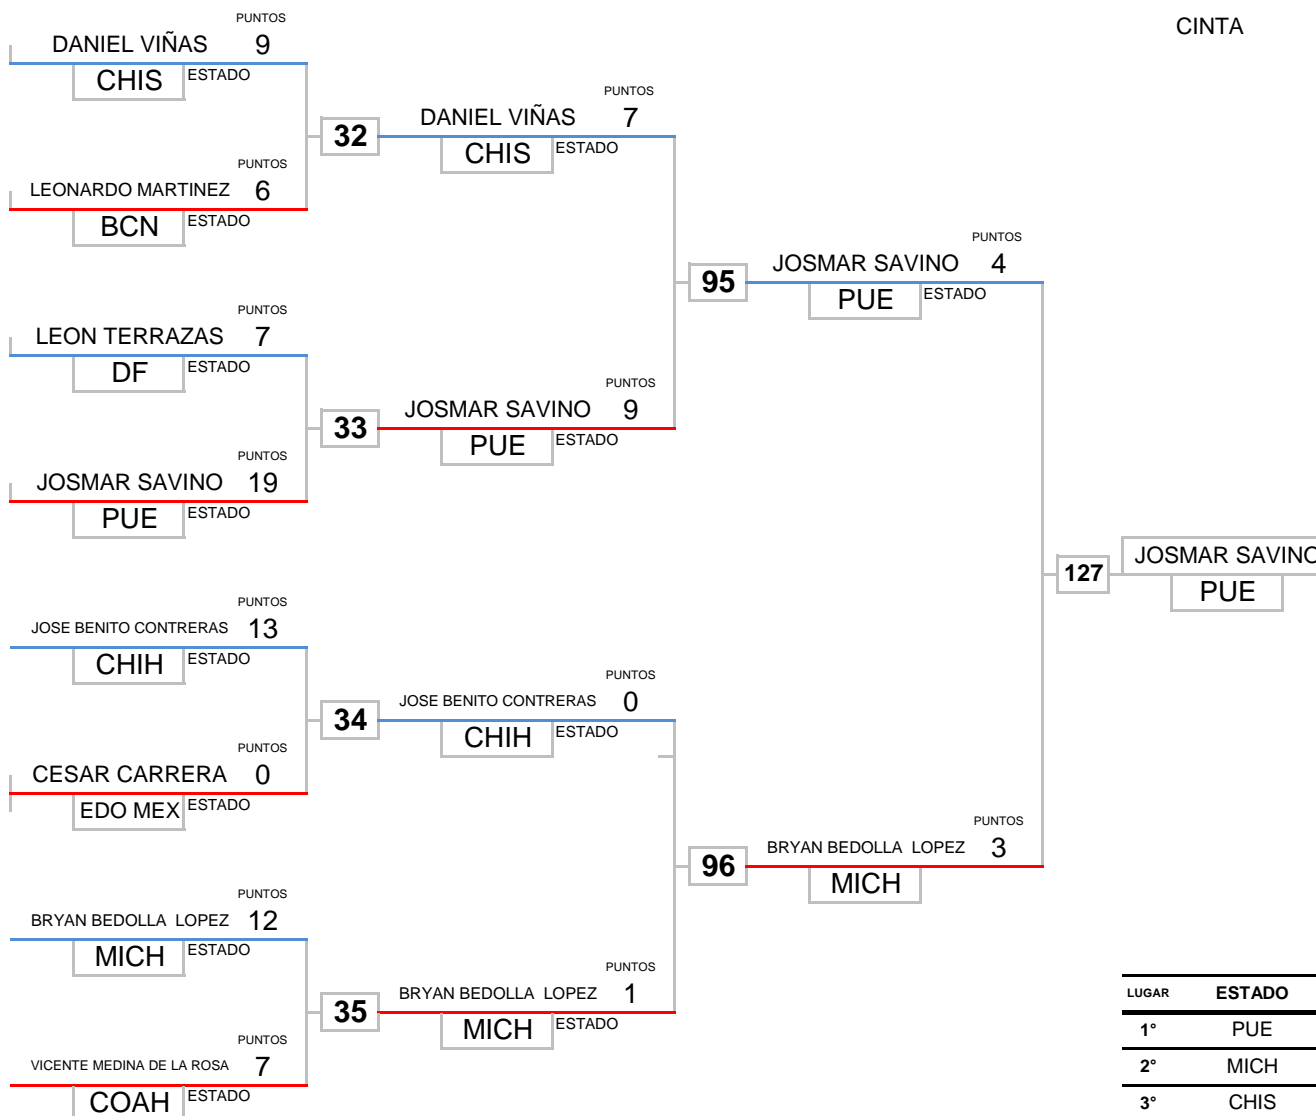 PUNTOS
CINTA
DANIEL VIÑAS 9
CHIS ESTADO
PUNTOS
DANIEL VIÑAS 7
32
CHIS ESTADO
PUNTOS
LEONARDO MARTINEZ 6
BCN ESTADO
PUNTOS
JOSMAR SAVINO 4
95
PUE ESTADO
PUNTOS
LEON TERRAZAS 7
DF ESTADO
PUNTOS
JOSMAR SAVINO 9
33
PUE ESTADO
PUNTOS
JOSMAR SAVINO 19
PUE ESTADO
JOSMAR SAVINO
127
PUE
PUNTOS
JOSE BENITO CONTRERAS 13
CHIH ESTADO
PUNTOS
JOSE BENITO CONTRERAS 0
34
CHIH ESTADO
PUNTOS
CESAR CARRERA 0
EDO MEX ESTADO
PUNTOS
BRYAN BEDOLLA LOPEZ 3
96
MICH
PUNTOS
BRYAN BEDOLLA LOPEZ 12
MICH ESTADO
PUNTOS
BRYAN BEDOLLA LOPEZ 1
35
MICH ESTADO
PUNTOS
VICENTE MEDINA DE LA ROSA 7
COAH ESTADO
LUGAR ESTADO
1° PUE
2° MICH
3° CHIS